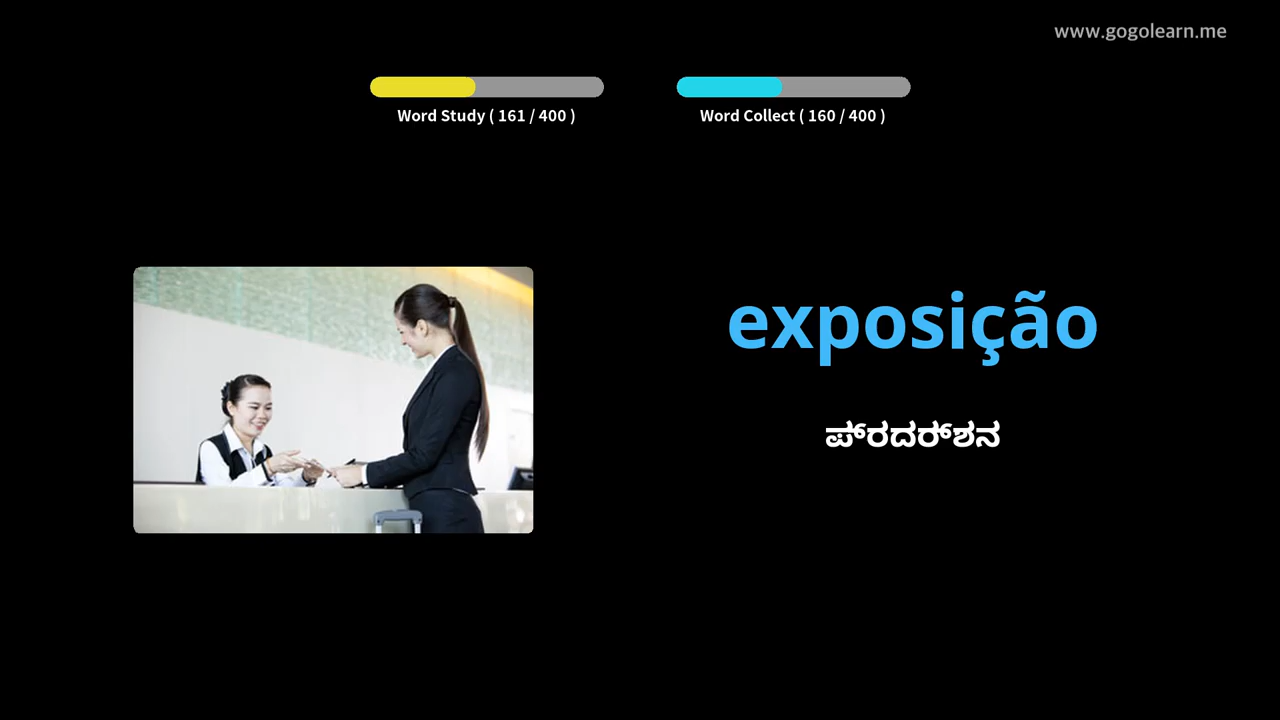 www.gogolearn.me
Word Study ( 161 / 400 )
Word Collect ( 160 / 400 )
exposição
ಪ್ರದರ್ಶನ